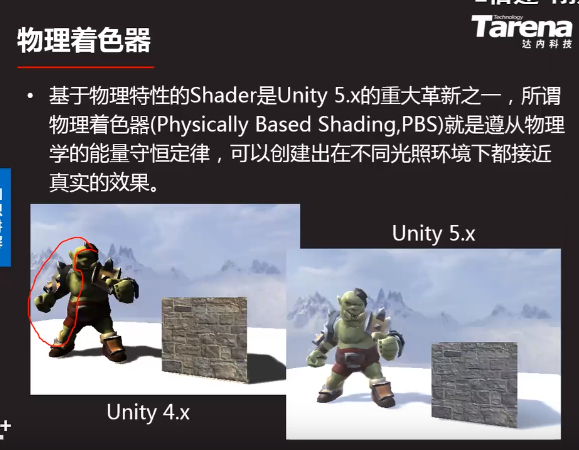 Technology
Tarena
达内科技
物理着色器
• 基于物理特性的Shader是Unity 5.x的重大革新之一，所谓
物理着色器(Physically Based Shading,PBS)就是遵从物理
学的能量守恒定律，可以创建出在不同光照环境下都接近
真实的效果。
Unity 5.x
Unity 4.x